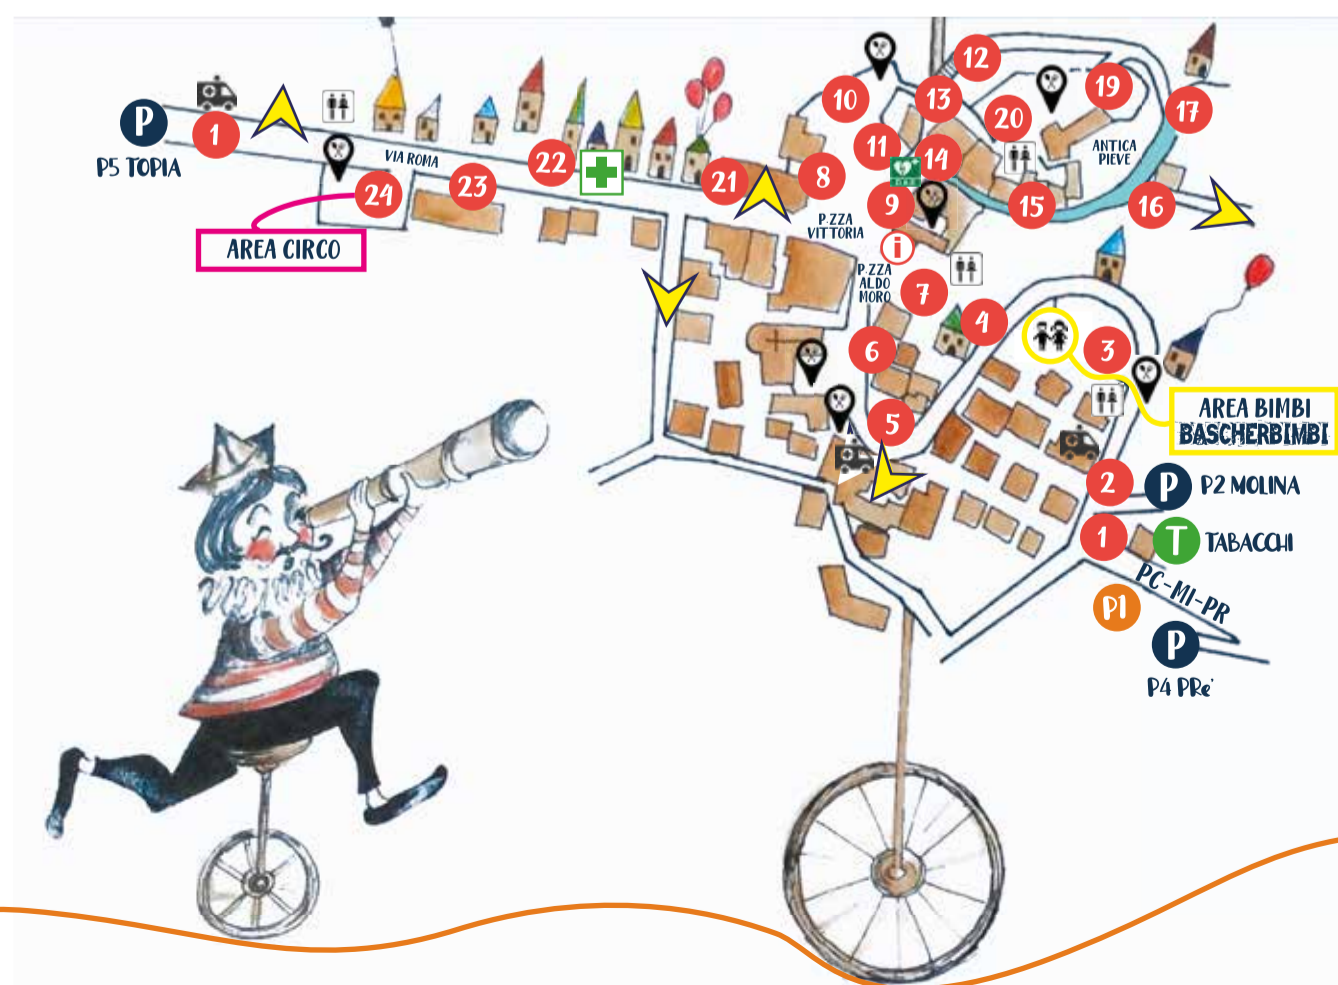 P
P5 TOPIA
1
VIA ROMA
24
23
22
21
AREA CIRCO
8
10
11
12
13
14
9
20
19
17
ANTICA
PIEVE
15
16
P.ZZA
VITTORIA
i
P.ZZA
ALDO
MORO
7
4
6
5
3
AREA BIMBI
BASCHERBIMBI
2
P
P2 MOLINA
1
T
TABACCHI
PC-MI-PR
P1
P
P4 PRe'